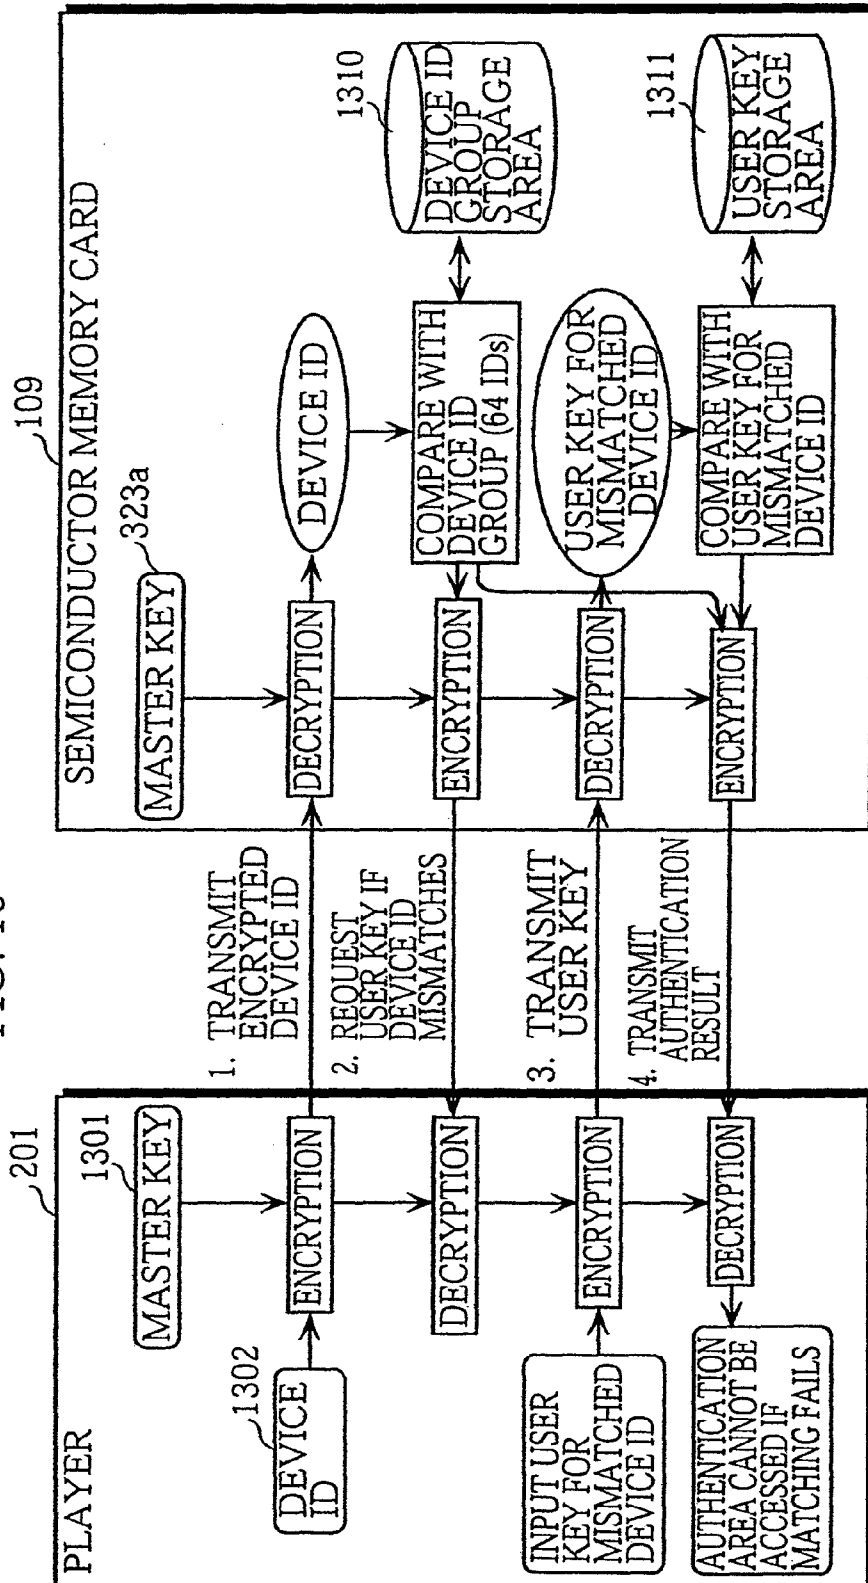 PLAYER
201
1301
MASTER KEY
1302
DEVICE
ID
ENCRYPTION
DECRYPTION
INPUT USER
KEY FOR
MISMATCHED
DEVICE ID
ENCRYPTION
DECRYPTION
AUTHENTICATION
AREA CANNOT BE
ACCESSED IF
MATCHING FAILS
1. TRANSMIT
ENCRYPTED
DEVICE ID
2. REQUEST
USER KEY IF
DEVICE ID
MISMATCHES
3. TRANSMIT
USER KEY
4. TRANSMIT
AUTHENTICATION
RESULT
109
SEMICONDUCTOR MEMORY CARD
323a
MASTER KEY
DECRYPTION
DEVICE ID
ENCRYPTION
COMPARE WITH
DEVICE ID
GROUP (64 IDs)
1310
DEVICE ID
GROUP
STORAGE
AREA
DECRYPTION
USER KEY FOR
MISMATCHED
DEVICE ID
ENCRYPTION
COMPARE WITH
USER KEY FOR
MISMATCHED
DEVICE ID
1311
USER KEY
STORAGE
AREA